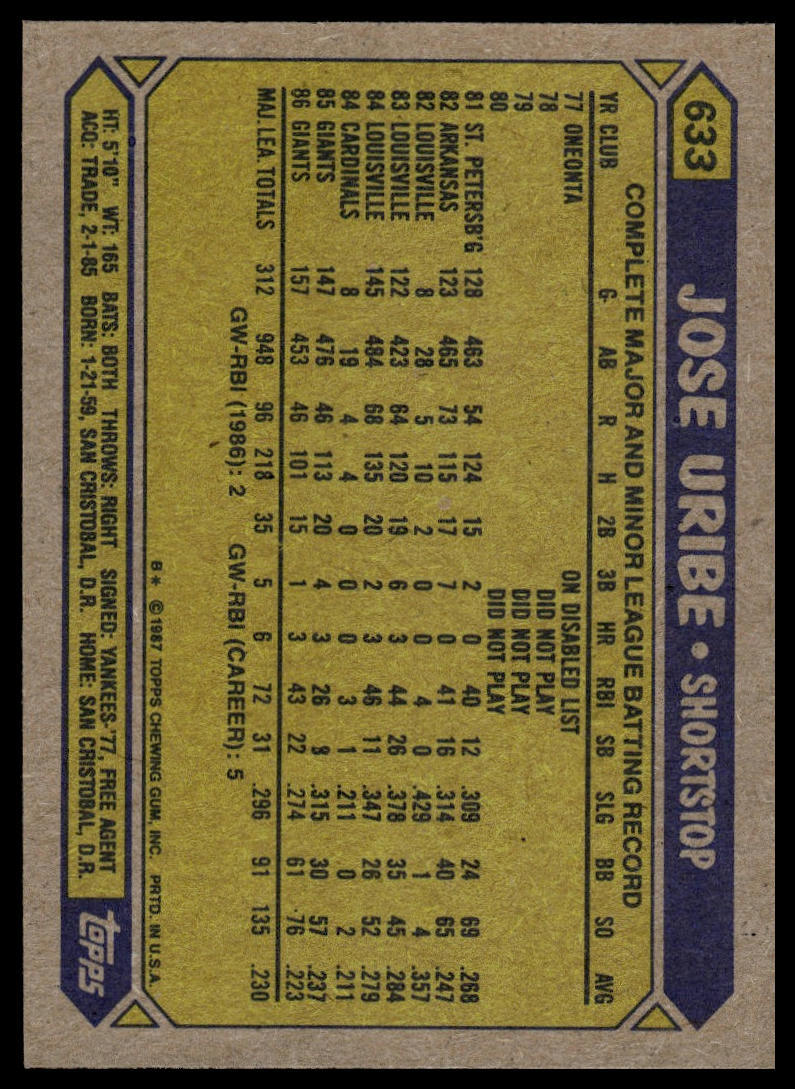 633 JOSE URIBE • SHORTSTOP
COMPLETE MAJOR AND MINOR LEAGUE BATTING RECORD
YR CLUB G AB R H 2B 3B HR RBI SB SLG BB SO AVG
77 ONEONTA ON DISABLED LIST
78 DID NOT PLAY
79 DID NOT PLAY
80 DID NOT PLAY
81 ST. PETERSB'G 128 463 54 124 15 2 0 40 12 .309 24 69 .268
82 ARKANSAS 123 465 73 115 17 7 0 41 16 .314 40 65 .247
82 LOUISVILLE 8 28 5 10 2 0 0 4 0 .429 1 4 .357
83 LOUISVILLE 122 423 64 120 19 6 3 44 26 .378 35 45 .284
84 LOUISVILLE 145 484 68 135 20 2 3 46 11 .347 26 52 .279
84 CARDINALS 8 19 4 4 0 0 0 3 1 .211 0 2 .211
85 GIANTS 147 476 46 113 20 4 3 26 8 .315 30 57 .237
86 GIANTS 157 453 46 101 15 1 3 43 22 .274 61 76 .223
MAJ. LEA. TOTALS 312 948 96 218 35 5 6 72 31 .296 91 135 .230
GW-RBI (1986): 2 GW-RBI (CAREER): 5
B* ©1987 TOPPS CHEWING GUM, INC. PRTD. IN U.S.A.
HT: 5'10" WT: 165 BATS: BOTH THROWS: RIGHT SIGNED: YANKEES-'77, FREE AGENT
ACQ: TRADE, 2-1-85 BORN: 1-21-59, SAN CRISTOBAL, D.R. HOME: SAN CRISTOBAL, D.R.
topps